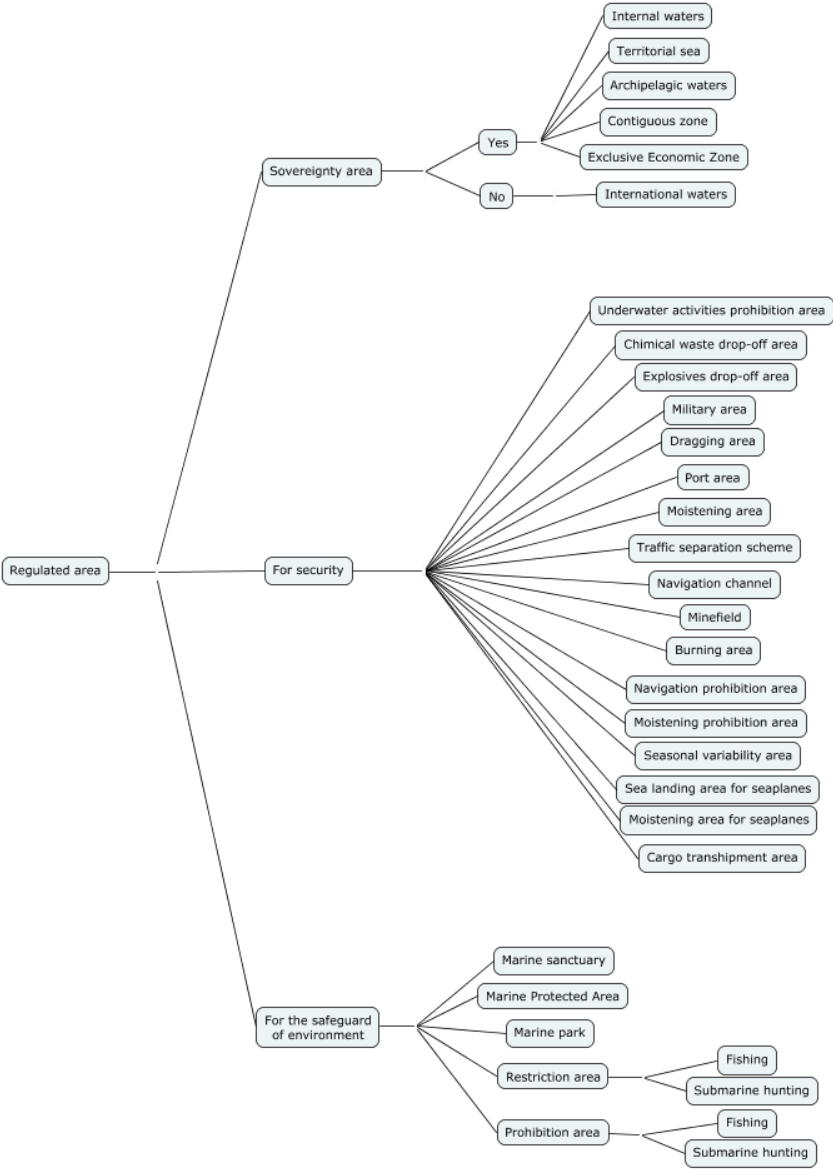 Internal waters
Territorial sea
Archipelagic waters
Contiguous zone
Yes
Exclusive Economic Zone
Sovereignty area
No
International waters
Underwater activities prohibition area
Chimical waste drop-off area
Explosives drop-off area
Military area
Dragging area
Port area
Moistening area
Traffic separation scheme
Regulated area
For security
Navigation channel
Minefield
Burning area
Navigation prohibition area
Moistening prohibition area
Seasonal variability area
Sea landing area for seaplanes
Moistening area for seaplanes
Cargo transhipment area
Marine sanctuary
Marine Protected Area
For the safeguard
of environment
Marine park
Restriction area
Fishing
Submarine hunting
Prohibition area
Fishing
Submarine hunting